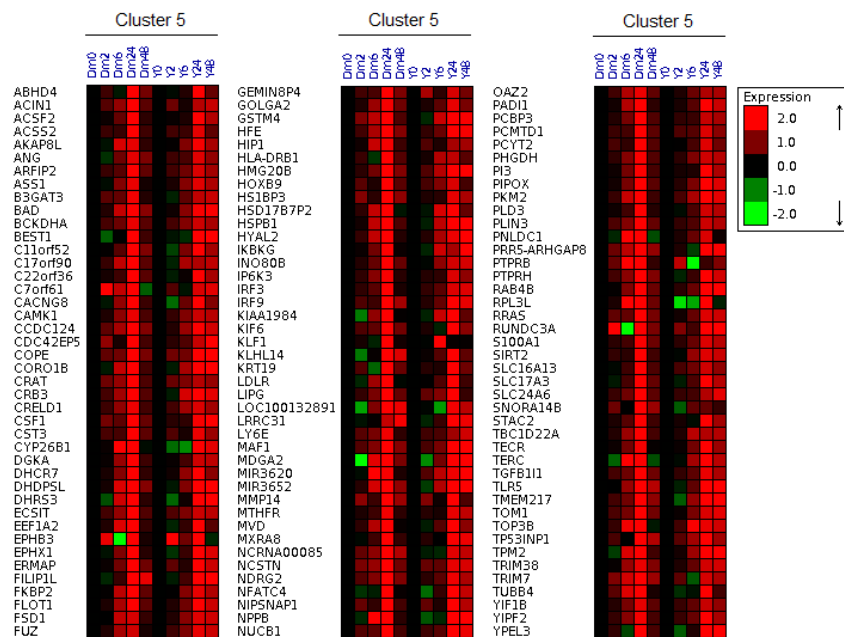 Cluster 5
Cluster 5
Cluster 5
Dm0 Dm2 Dm6 Dm24 Dm48 Y0 Y2 Y6 Y24 Y48
Dm0 Dm2 Dm6 Dm24 Dm48 Y0 Y2 Y6 Y24 Y48
Dm0 Dm2 Dm6 Dm24 Dm48 Y0 Y2 Y6 Y24 Y48
ABHD4
ACIN1
ACSF2
ACSS2
AKAP8L
ANG
ARFIP2
ASS1
B3GAT3
BAD
BCKDHA
BEST1
C11orf52
C17orf90
C22orf36
C7orf61
CACNG8
CAMK1
CCDC124
CDC42EP5
COPE
CORO1B
CRAT
CRB3
CRELD1
CSF1
CST3
CYP26B1
DGKA
DHCR7
DHDPSL
DHRS3
ECSIT
EEF1A2
EPHB3
EPHX1
ERMAP
FILIP1L
FKBP2
FLOT1
FSD1
FUZ
GEMIN8P4
GOLGA2
GSTM4
HFE
HIP1
HLA-DRB1
HMG20B
HOXB9
HS1BP3
HSD17B7P2
HSPB1
HYAL2
IKBKG
INO80B
IP6K3
IRF3
IRF9
KIAA1984
KIF6
KLF1
KLHL14
KRT19
LDLR
LIPG
LOC100132891
LRRC31
LY6E
MAF1
MDGA2
MIR3620
MIR3652
MMP14
MTHFR
MVD
MXRA8
NCRNA00085
NCSTN
NDRG2
NFATC4
NIPSNAP1
NPPB
NUCB1
OAZ2
PADI1
PCBP3
PCMTD1
PCYT2
PHGDH
PI3
PIPOX
PKM2
PLD3
PLIN3
PNLDC1
PRR5-ARHGAP8
PTPRB
PTPRH
RAB4B
RPL3L
RRAS
RUNDC3A
S100A1
SIRT2
SLC16A13
SLC17A3
SLC24A6
SNORA14B
STAC2
TBC1D22A
TECR
TERC
TGFB1I1
TLR5
TMEM217
TOM1
TOP3B
TP53INP1
TPM2
TRIM38
TRIM7
TUBB4
YIF1B
YIPF2
YPEL3
Expression
2.0
1.0
0.0
-1.0
-2.0